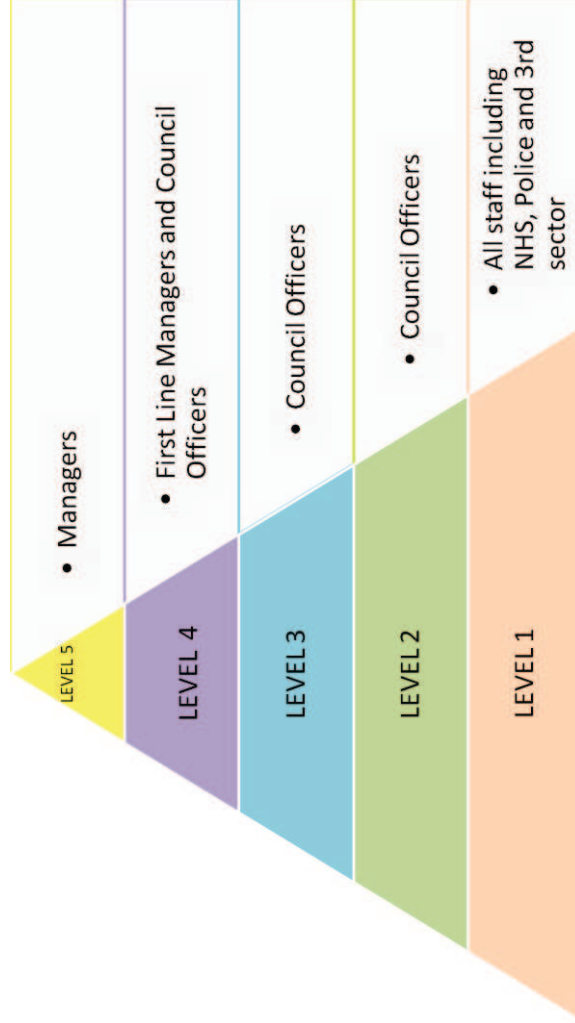 LEVEL 5
• Managers
LEVEL 4
• First Line Managers and Council
Officers
LEVEL 3
• Council Officers
LEVEL 2
• Council Officers
LEVEL 1
• All staff including
NHS, Police and 3rd
sector